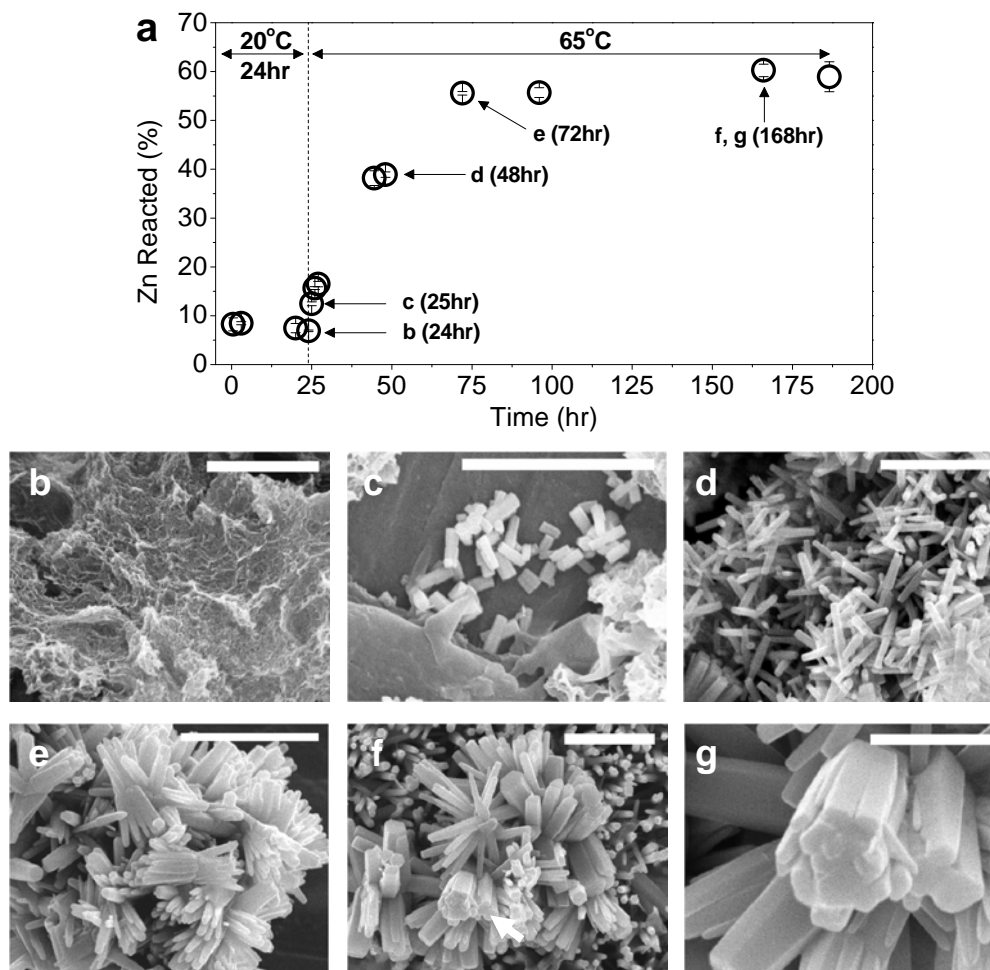 a
70
60
50
40
30
20
10
0
Zn Reacted (%)
20°C
24hr
65°C
e (72hr)
f, g (168hr)
d (48hr)
c (25hr)
b (24hr)
0 25 50 75 100 125 150 175 200
Time (hr)
b
c
d
e
f
g